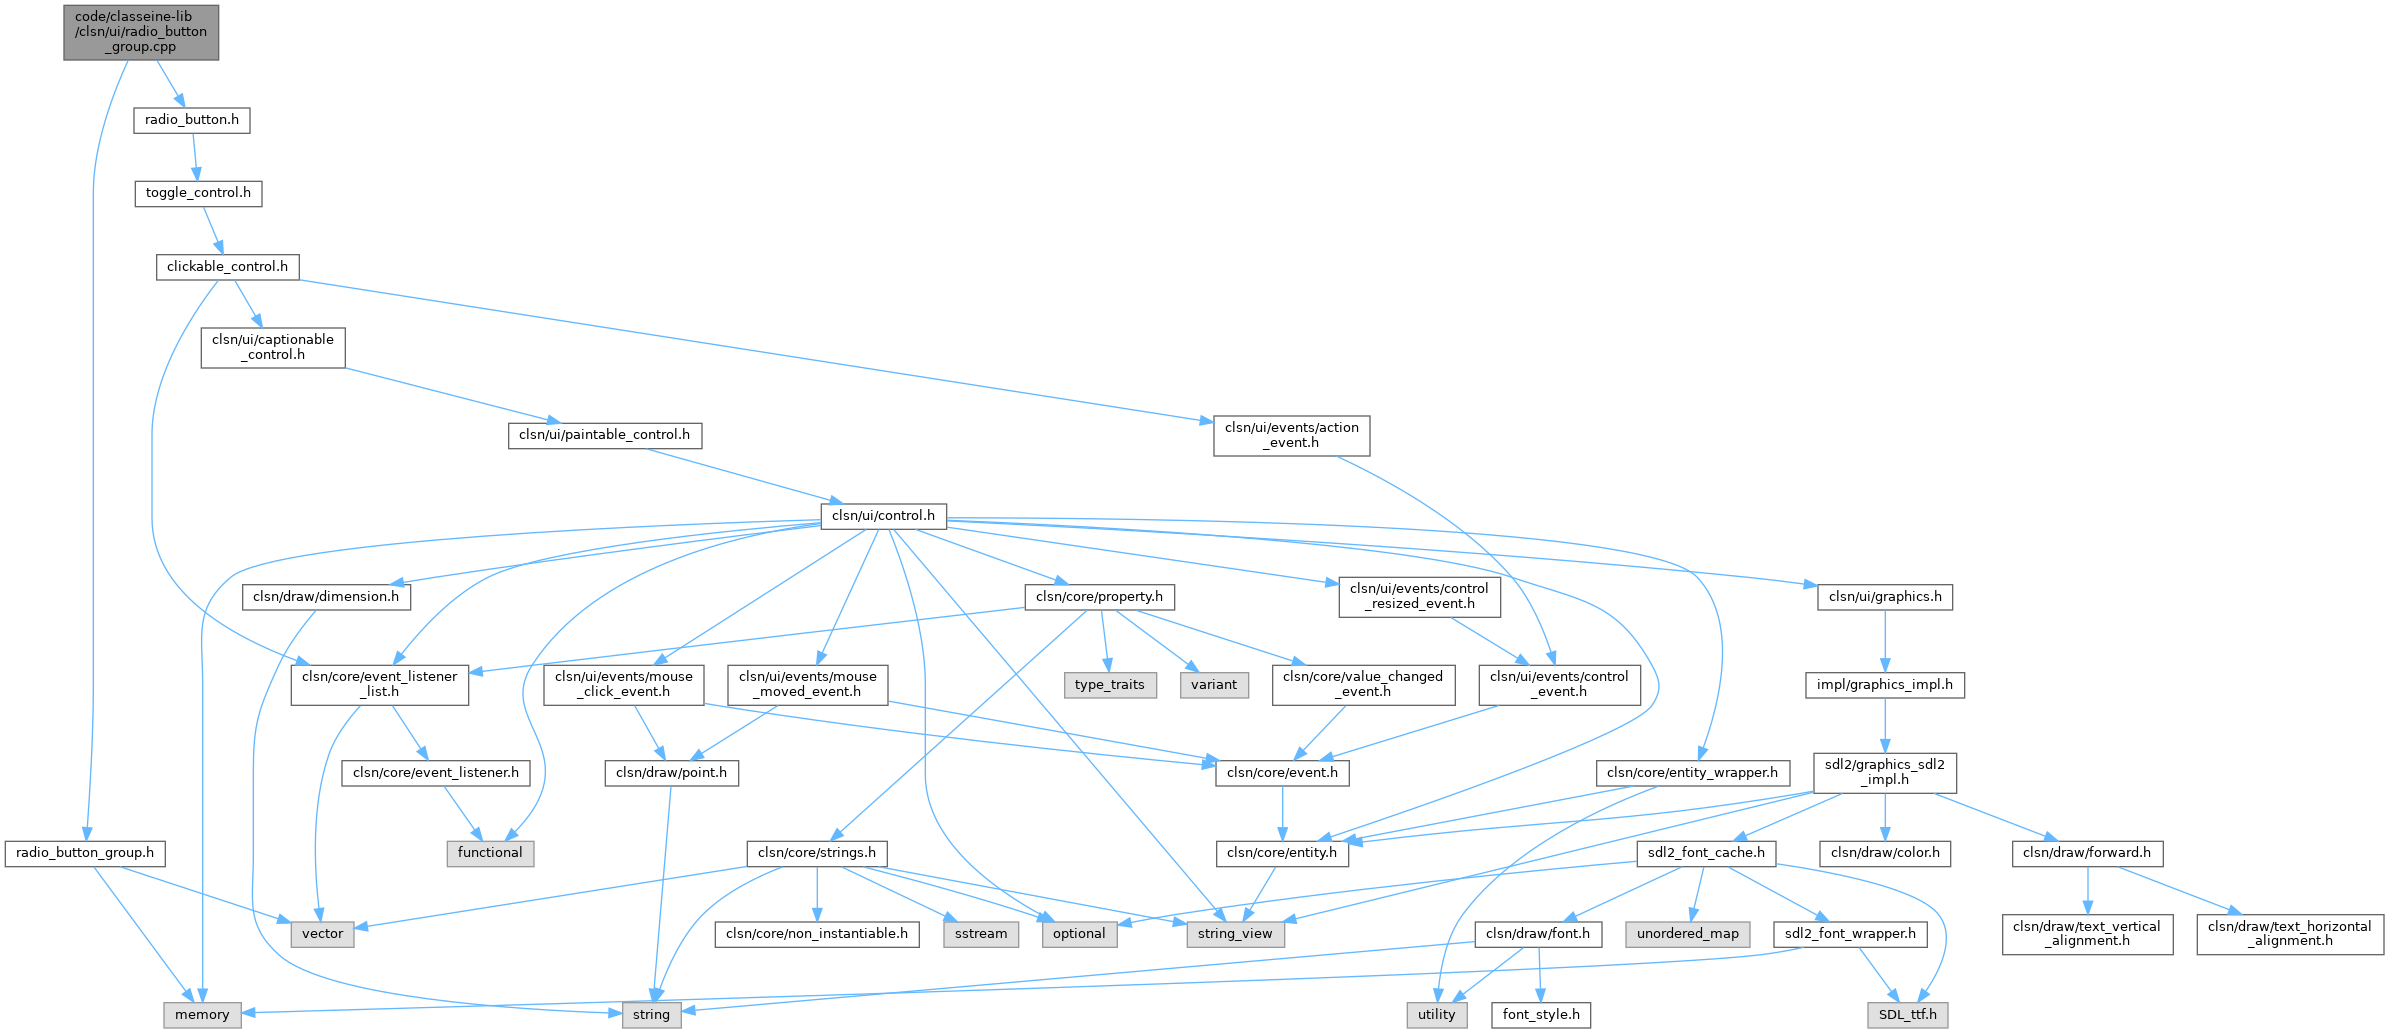 code/classeine-lib
/clsn/ui/radio_button
_group.cpp
radio_button.h
toggle_control.h
clickable_control.h
clsn/ui/captionable
_control.h
clsn/ui/paintable_control.h
clsn/ui/events/action
_event.h
clsn/ui/control.h
clsn/draw/dimension.h
clsn/core/property.h
clsn/ui/events/control
_resized_event.h
clsn/ui/graphics.h
clsn/core/event_listener
_list.h
clsn/ui/events/mouse
_click_event.h
clsn/ui/events/mouse
_moved_event.h
type_traits
variant
clsn/core/value_changed
_event.h
clsn/ui/events/control
_event.h
impl/graphics_impl.h
clsn/core/event_listener.h
clsn/draw/point.h
clsn/core/event.h
clsn/core/entity_wrapper.h
sdl2/graphics_sdl2
_impl.h
radio_button_group.h
functional
clsn/core/strings.h
clsn/core/entity.h
sdl2_font_cache.h
clsn/draw/color.h
clsn/draw/forward.h
vector
clsn/core/non_instantiable.h
sstream
optional
string_view
clsn/draw/font.h
unordered_map
sdl2_font_wrapper.h
clsn/draw/text_vertical
_alignment.h
clsn/draw/text_horizontal
_alignment.h
memory
string
utility
font_style.h
SDL_ttf.h